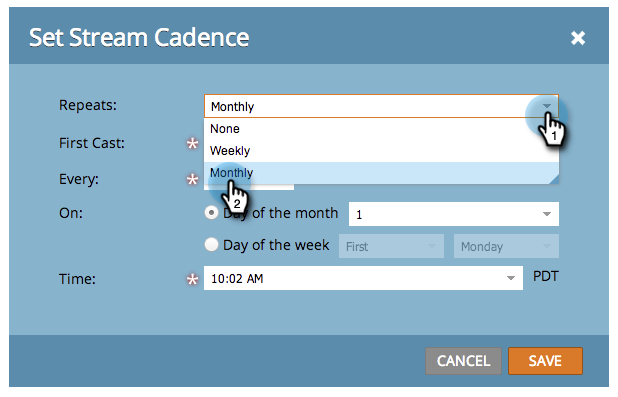 Set Stream Cadence
Repeats: Monthly
None
First Cast:
Weekly
Every: Monthly
On: Day of the month 1
Day of the week First Monday
Time: 10:02 AM PDT
CANCEL SAVE
1
2